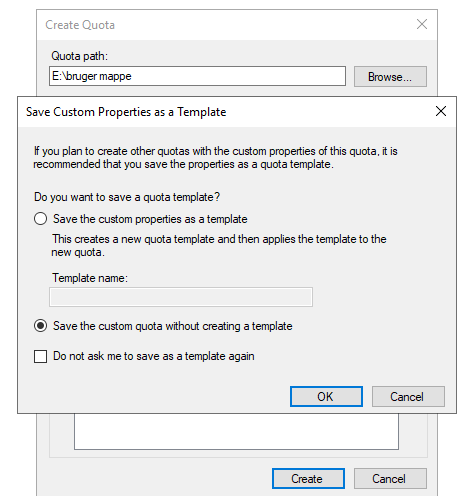 Create Quota
Quota path:
E:\bruger mappe
Browse...
Save Custom Properties as a Template
If you plan to create other quotas with the custom properties of this quota, it is
recommended that you save the properties as a quota template.
Do you want to save a quota template?
Save the custom properties as a template
This creates a new quota template and then applies the template to the
new quota.
Template name:
Save the custom quota without creating a template
Do not ask me to save as a template again
OK
Cancel
Create
Cancel